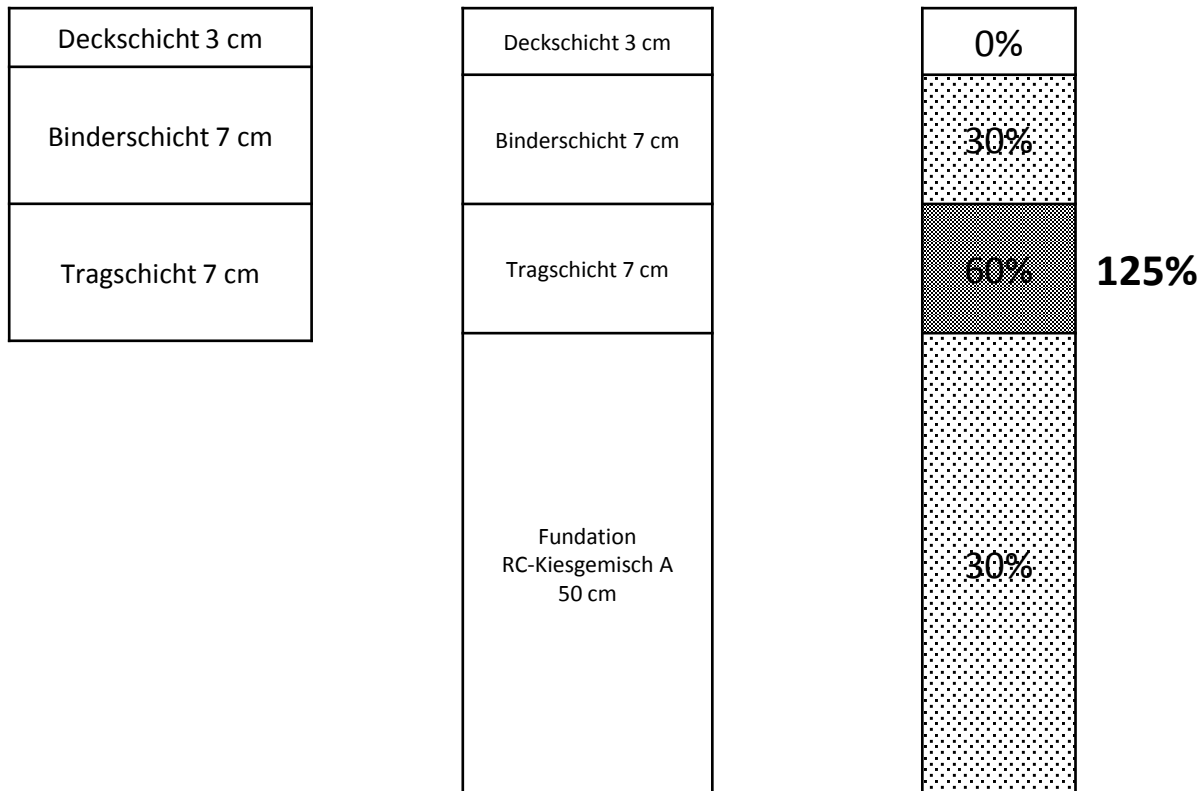 Deckschicht 3 cm
Binderschicht 7 cm
Tragschicht 7 cm
Deckschicht 3 cm
Binderschicht 7 cm
Tragschicht 7 cm
Fundation
RC-Kiesgemisch A
50 cm
0%
30%
60%
30%
125%